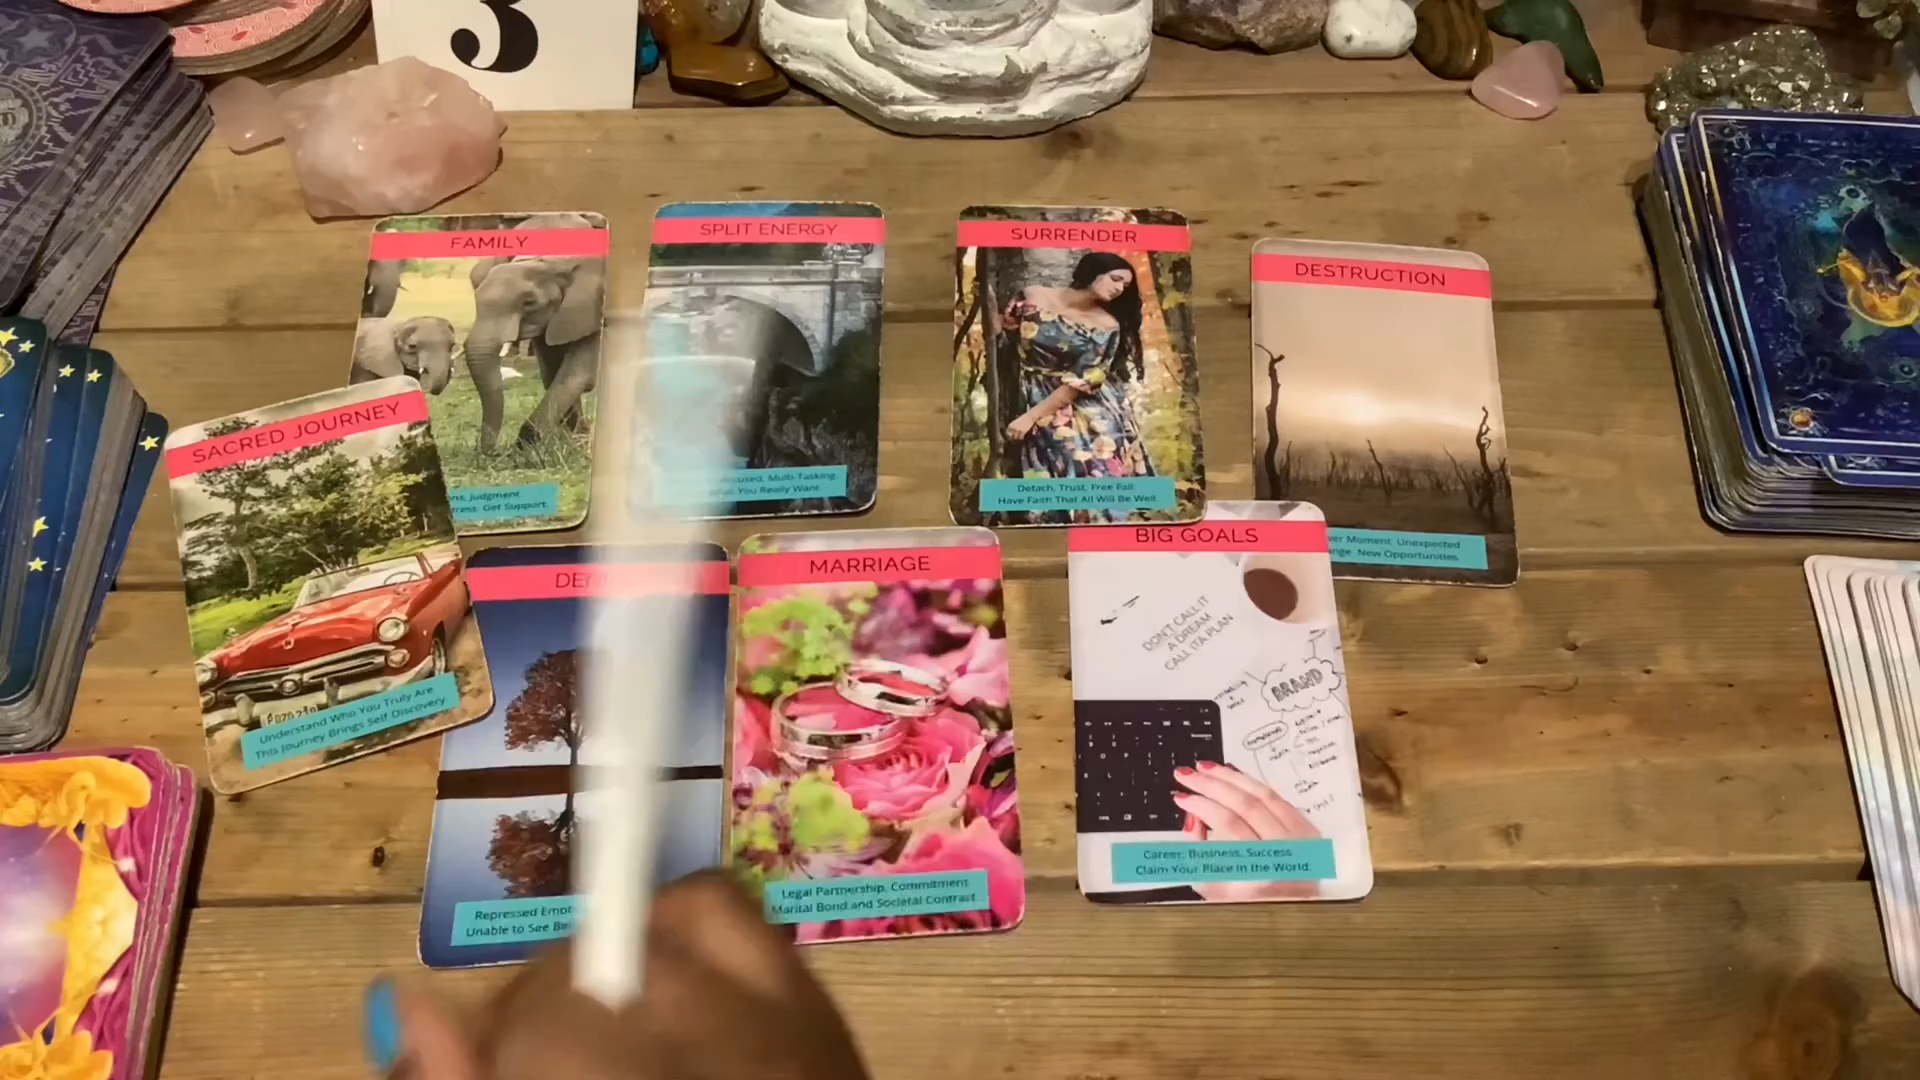 3
FAMILY
Judgment
Get Support.
SPLIT ENERGY
Multi-Tasking.
You Really Want.
SURRENDER
Detach, Trust, Free Fall.
Have Faith That All Will Be Well.
DESTRUCTION
Moment, Unexpected
New Opportunities.
SACRED JOURNEY
Understand Who You Truly Are
This Journey Brings Self Discovery
Repressed
Unable to See
MARRIAGE
Legal Partnership, Commitment
Marital Bond and Societal Contract.
BIG GOALS
DON'T CALL IT
A DREAM
CALL IT A PLAN
BRAND
Career, Business, Success
Claim Your Place in the World.